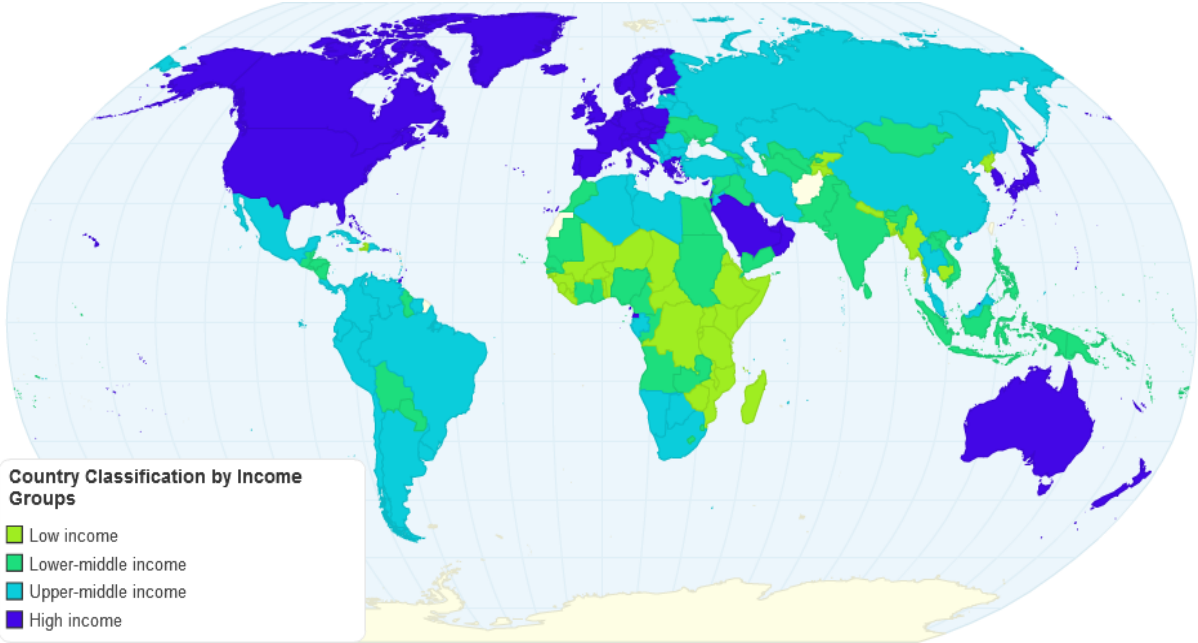 Country Classification by Income
Groups
Low income
Lower-middle income
Upper-middle income
High income